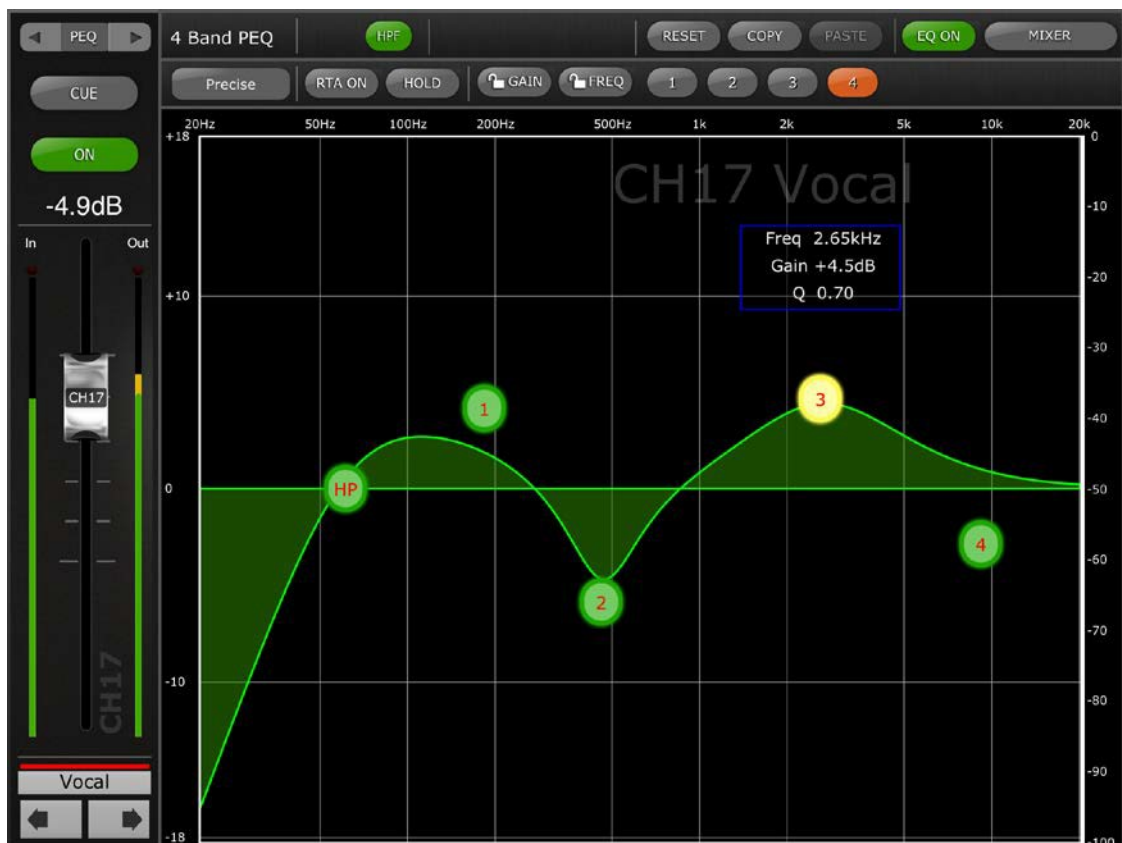 PEQ 4 Band PEQ HPF RESET COPY PASTE EQ ON MIXER
CUE Precise RTA ON HOLD GAIN FREQ 1 2 3 4
ON
-4.9dB
In Out
20Hz 50Hz 100Hz 200Hz 500Hz 1k 2k 5k 10k 20k
+18 0
CH17 Vocal
-10
Freq 2.65kHz
Gain +4.5dB
Q 0.70
-20
+10
-30
CH17
1 3
-40
0 HP -50
4
-60
2
-70
-10
-80
CH17
-90
Vocal
-18 -100